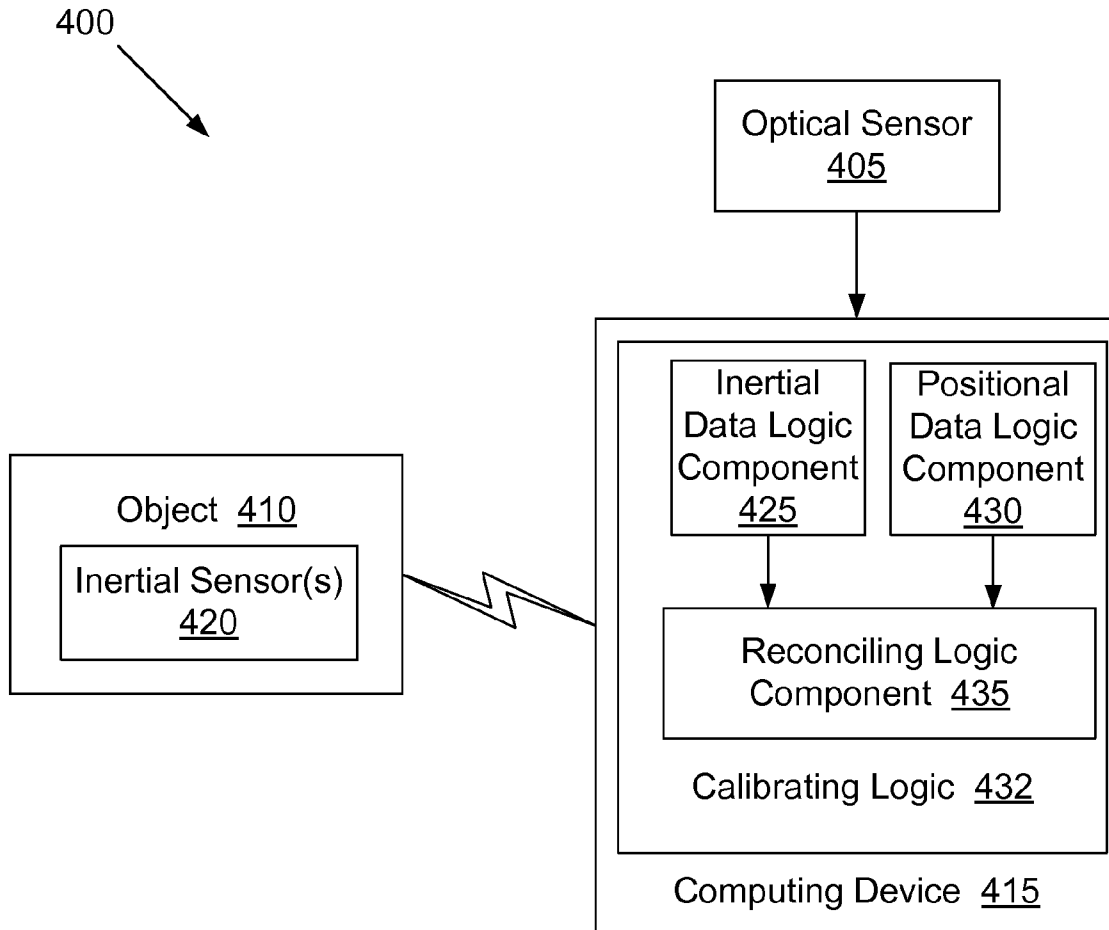 400
Optical Sensor
405
Inertial
Data Logic
Component
425
Positional
Data Logic
Component
430
Object 410
Inertial Sensor(s)
420
Reconciling Logic
Component 435
Calibrating Logic 432
Computing Device 415